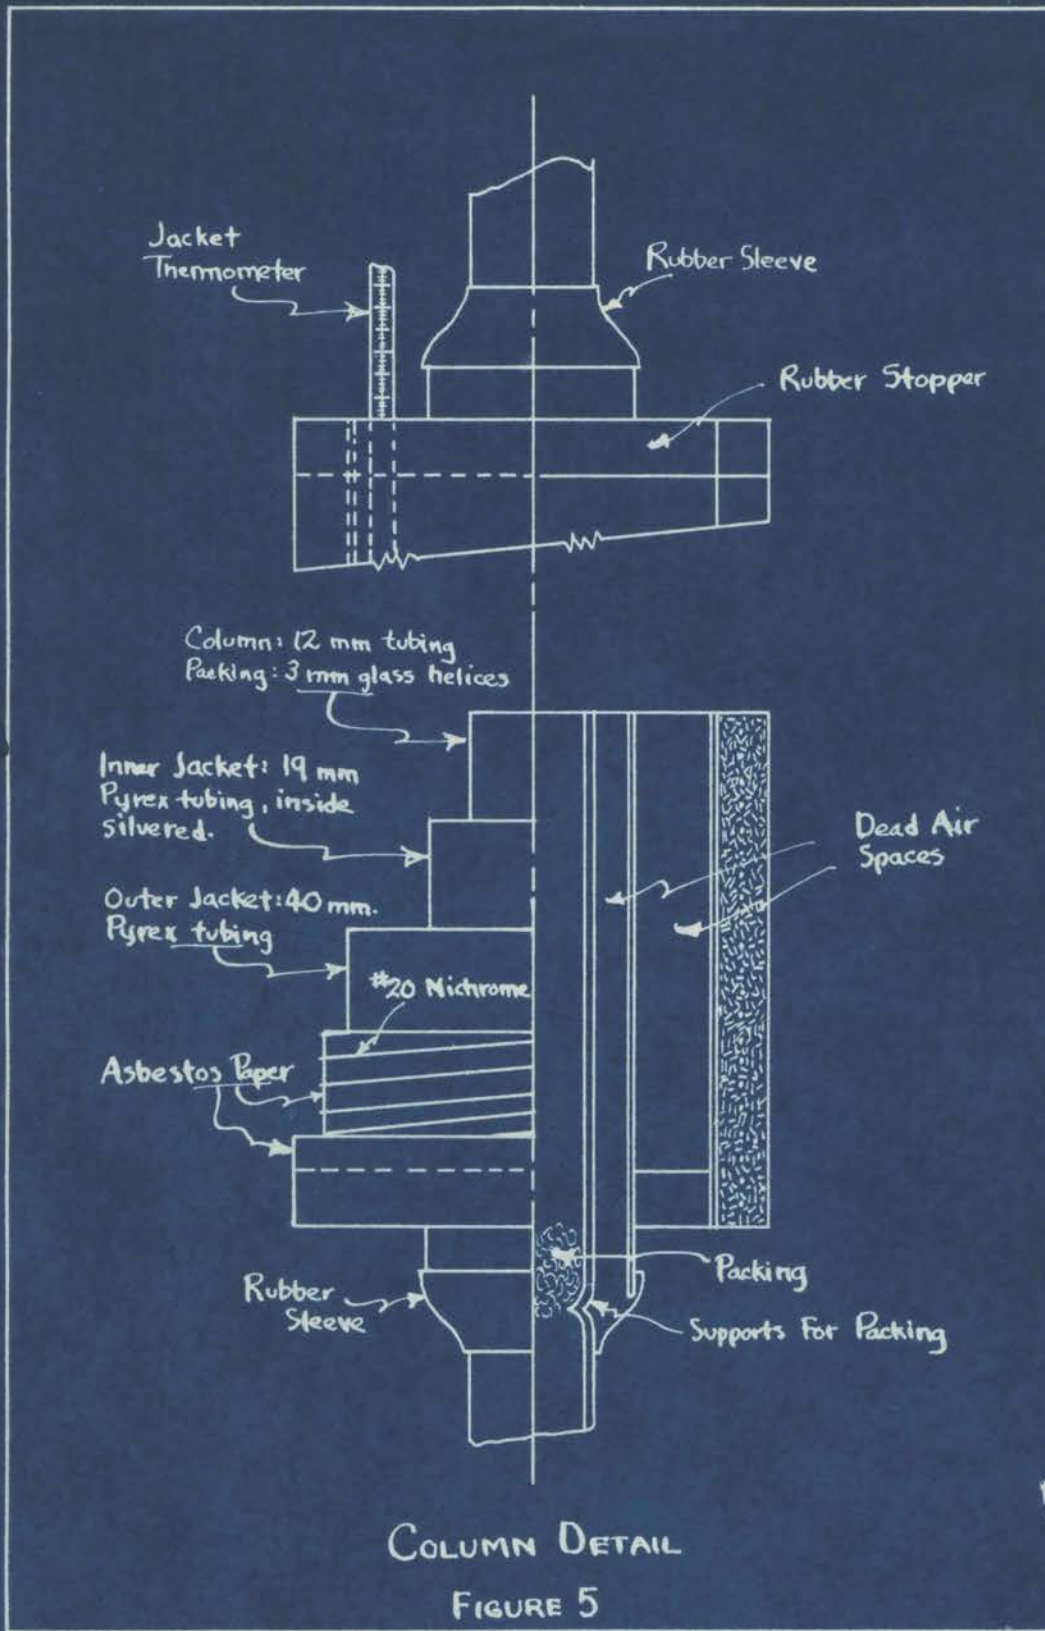 Jacket
Thermometer
Rubber Sleeve
Rubber Stopper
Column: 12 mm tubing
Packing: 3 mm glass helices
Inner Jacket: 19 mm
Pyrex tubing, inside
silvered.
Dead Air
Spaces
Outer Jacket: 40 mm.
Pyrex tubing
#20 Nichrome
Asbestos Paper
Packing
Rubber
Sleeve
Supports For Packing
COLUMN DETAIL
FIGURE 5